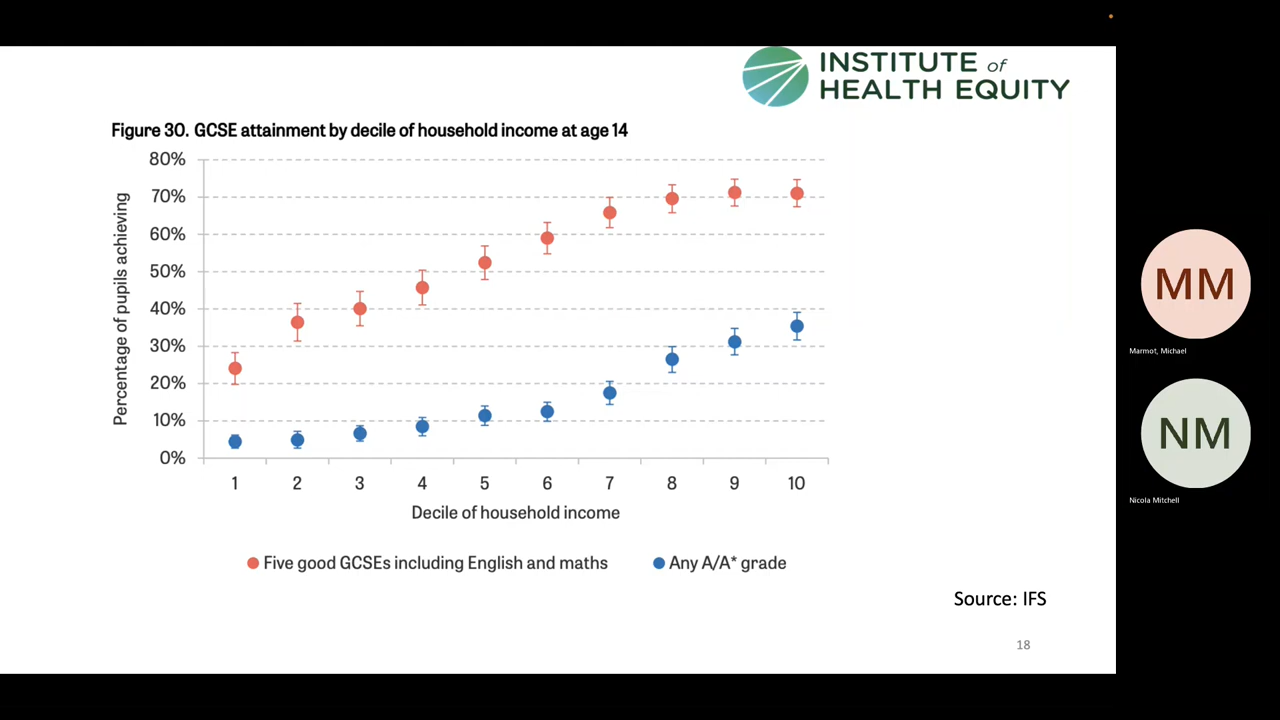 INSTITUTE of
HEALTH EQUITY
Figure 30. GCSE attainment by decile of household income at age 14
Percentage of pupils achieving
80%
70%
60%
50%
40%
30%
20%
10%
0%
1 2 3 4 5 6 7 8 9 10
Decile of household income
Five good GCSEs including English and maths Any A/A* grade
Source: IFS
18
MM
Marmot, Michael
NM
Nicola Mitchell